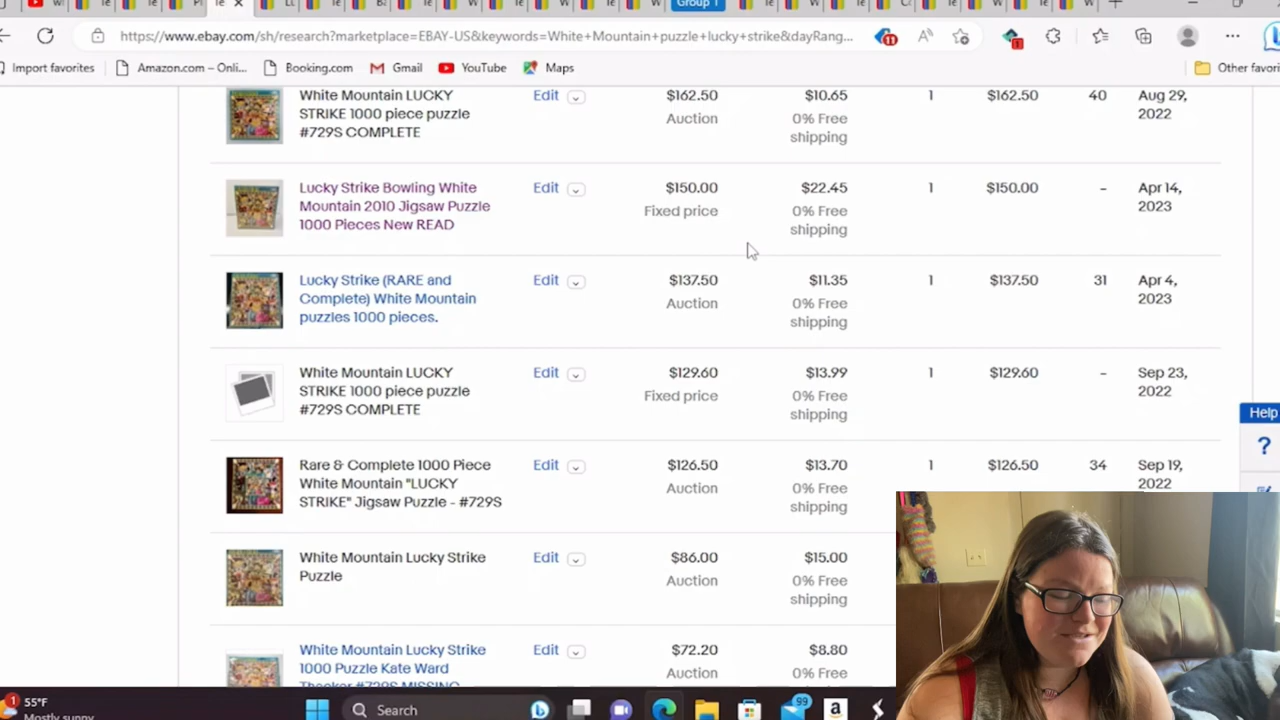 Group 1
https://www.ebay.com/sh/research?marketplace=EBAY-US&keywords=White+Mountain+puzzle+lucky+strike&dayRang...
11
1
Import favorites
Amazon.com – Onli...
Booking.com
Gmail
YouTube
Maps
Other favori
White Mountain LUCKY
STRIKE 1000 piece puzzle
#729S COMPLETE
Edit
$162.50
Auction
$10.65
0% Free
shipping
1
$162.50
40
Aug 29,
2022
Lucky Strike Bowling White
Mountain 2010 Jigsaw Puzzle
1000 Pieces New READ
Edit
$150.00
Fixed price
$22.45
0% Free
shipping
1
$150.00
-
Apr 14,
2023
Lucky Strike (RARE and
Complete) White Mountain
puzzles 1000 pieces.
Edit
$137.50
Auction
$11.35
0% Free
shipping
1
$137.50
31
Apr 4,
2023
White Mountain LUCKY
STRIKE 1000 piece puzzle
#729S COMPLETE
Edit
$129.60
Fixed price
$13.99
0% Free
shipping
1
$129.60
-
Sep 23,
2022
Help
?
Rare & Complete 1000 Piece
White Mountain "LUCKY
STRIKE" Jigsaw Puzzle - #729S
Edit
$126.50
Auction
$13.70
0% Free
shipping
1
$126.50
34
Sep 19,
2022
White Mountain Lucky Strike
Puzzle
Edit
$86.00
Auction
$15.00
0% Free
shipping
White Mountain Lucky Strike
1000 Puzzle Kate Ward
Thacker #729S MISSING
Edit
$72.20
Auction
$8.80
0% Free
1
55°F
Mostly sunny
Search
99